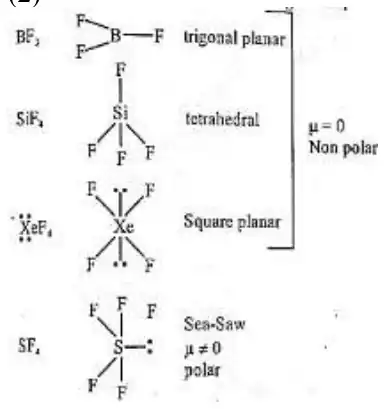 (2)
BF₃ F B F trigonal planar
F
F
SiF₄ Si tetrahedral
F F F
μ = 0
Non polar
F F
XeF₄ Xe Square planar
F F
F F F
SF₄ S Sea-Saw
μ ≠ 0
polar
F F